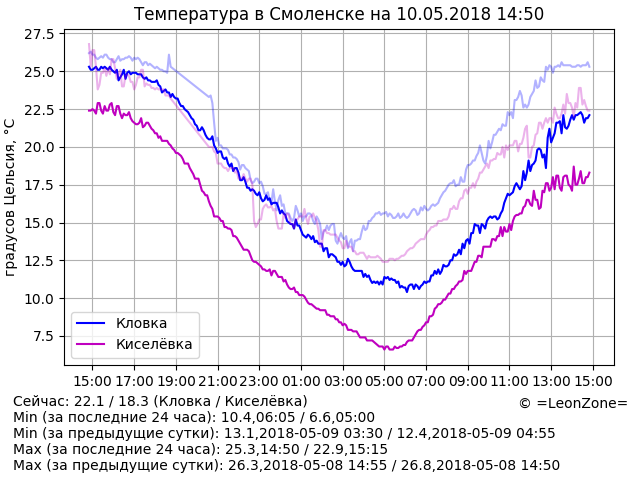 Температура в Смоленске на 10.05.2018 14:50
градусов Цельсия, °C
27.5
25.0
22.5
20.0
17.5
15.0
12.5
10.0
7.5
Кловка
Киселёвка
15:00 17:00 19:00 21:00 23:00 01:00 03:00 05:00 07:00 09:00 11:00 13:00 15:00
Сейчас: 22.1 / 18.3 (Кловка / Киселёвка)
© =LeonZone=
Min (за последние 24 часа): 10.4,06:05 / 6.6,05:00
Min (за предыдущие сутки): 13.1,2018-05-09 03:30 / 12.4,2018-05-09 04:55
Max (за последние 24 часа): 25.3,14:50 / 22.9,15:15
Max (за предыдущие сутки): 26.3,2018-05-08 14:55 / 26.8,2018-05-08 14:50